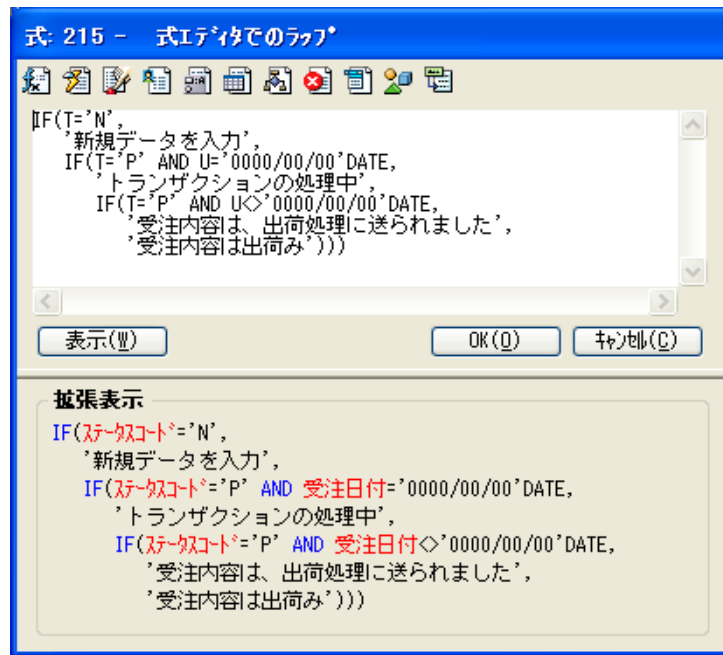 式: 215 -   式ｴﾃﾞｨﾀでのﾗｯﾌﾟ
IF(T='N',
'新規データを入力',
IF(T='P' AND U='0000/00/00'DATE,
'トランザクションの処理中',
IF(T='P' AND U<>'0000/00/00'DATE,
'受注内容は、出荷処理に送られました',
'受注内容は出荷み')))
表示(W)
OK(O)
ｷｬﾝｾﾙ(C)
拡張表示
IF(ｽﾃｰﾀｽｺｰﾄﾞ='N',
'新規データを入力',
IF(ｽﾃｰﾀｽｺｰﾄﾞ='P' AND 受注日付='0000/00/00'DATE,
'トランザクションの処理中',
IF(ｽﾃｰﾀｽｺｰﾄﾞ='P' AND 受注日付<>'0000/00/00'DATE,
'受注内容は、出荷処理に送られました',
'受注内容は出荷み')))